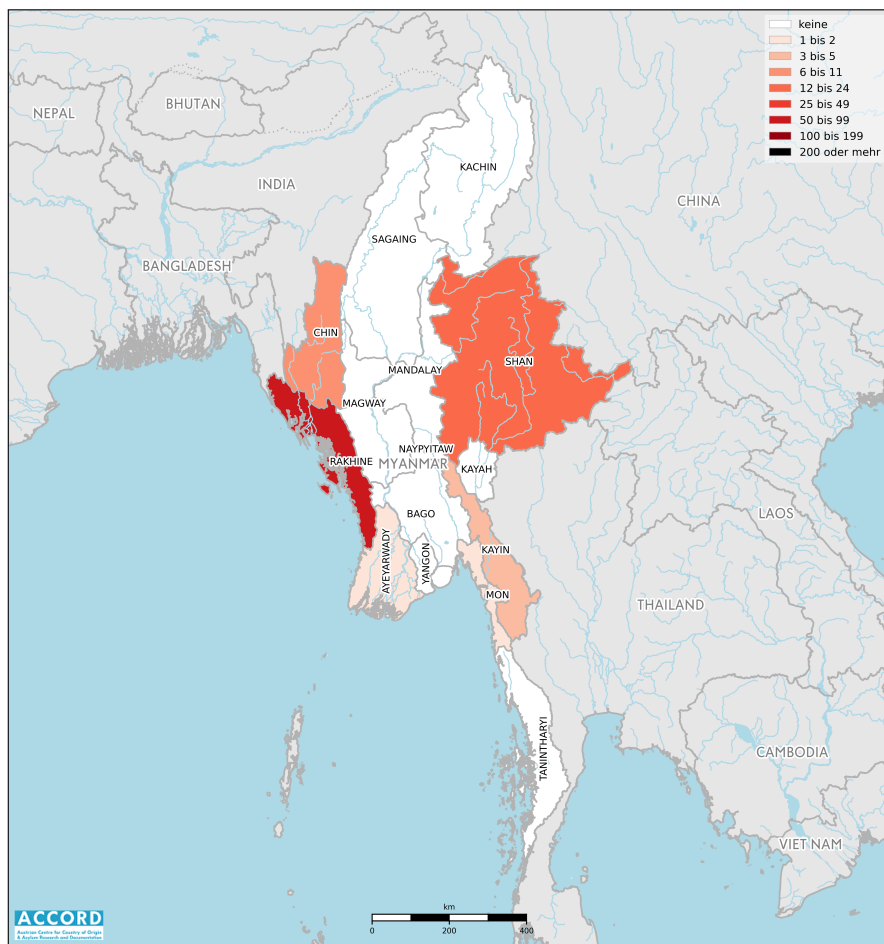 keine
1 bis 2
3 bis 5
6 bis 11
12 bis 24
25 bis 49
50 bis 99
100 bis 199
200 oder mehr
NEPAL
BHUTAN
INDIA
CHINA
BANGLADESH
KACHIN
SAGAING
CHIN
SHAN
MANDALAY
MAGWAY
NAYPYITAW
RAKHINE
MYANMAR
KAYAH
BAGO
LAOS
AYEYARWADY
YANGON
KAYIN
MON
THAILAND
TANINTHARYI
CAMBODIA
VIET NAM
ACCORD
Austrian Centre for Country of Origin
& Asylum Research and Documentation
km
0 200 400